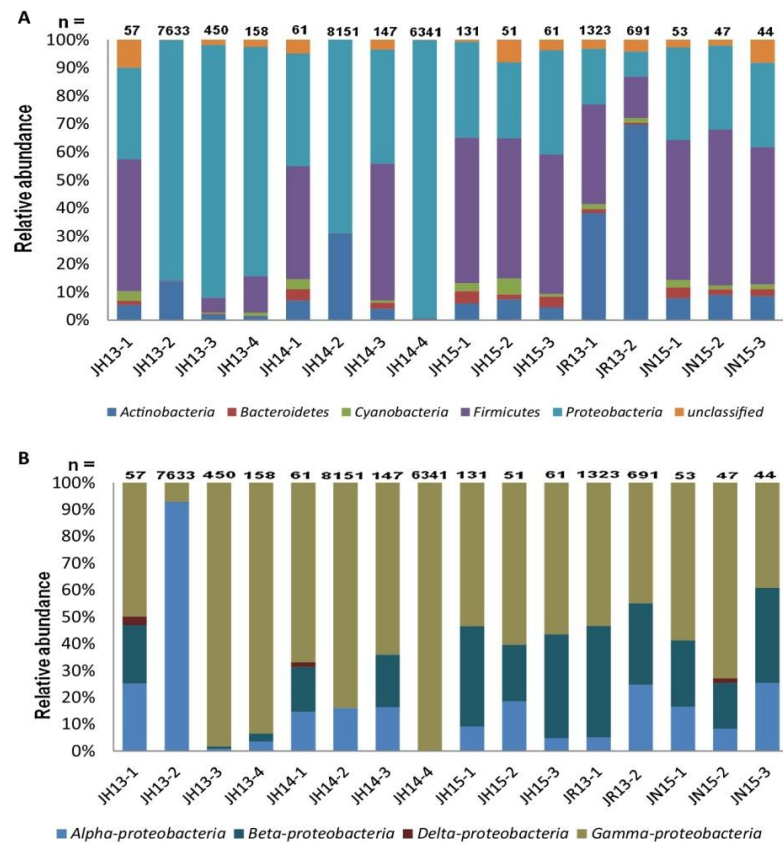 A
n =
57 7633 450 158 61 8151 147 6341 131 51 61 1323 691 53 47 44
100%
90%
80%
70%
60%
50%
40%
30%
20%
10%
0%
Relative abundance
JH13-1 JH13-2 JH13-3 JH13-4 JH14-1 JH14-2 JH14-3 JH14-4 JH15-1 JH15-2 JH15-3 JR13-1 JR13-2 JN15-1 JN15-2 JN15-3
Actinobacteria Bacteroidetes Cyanobacteria Firmicutes Proteobacteria unclassified
B
n =
57 7633 450 158 61 8151 147 6341 131 51 61 1323 691 53 47 44
100%
90%
80%
70%
60%
50%
40%
30%
20%
10%
0%
Relative abundance
JH13-1 JH13-2 JH13-3 JH13-4 JH14-1 JH14-2 JH14-3 JH14-4 JH15-1 JH15-2 JH15-3 JR13-1 JR13-2 JN15-1 JN15-2 JN15-3
Alpha-proteobacteria Beta-proteobacteria Delta-proteobacteria Gamma-proteobacteria